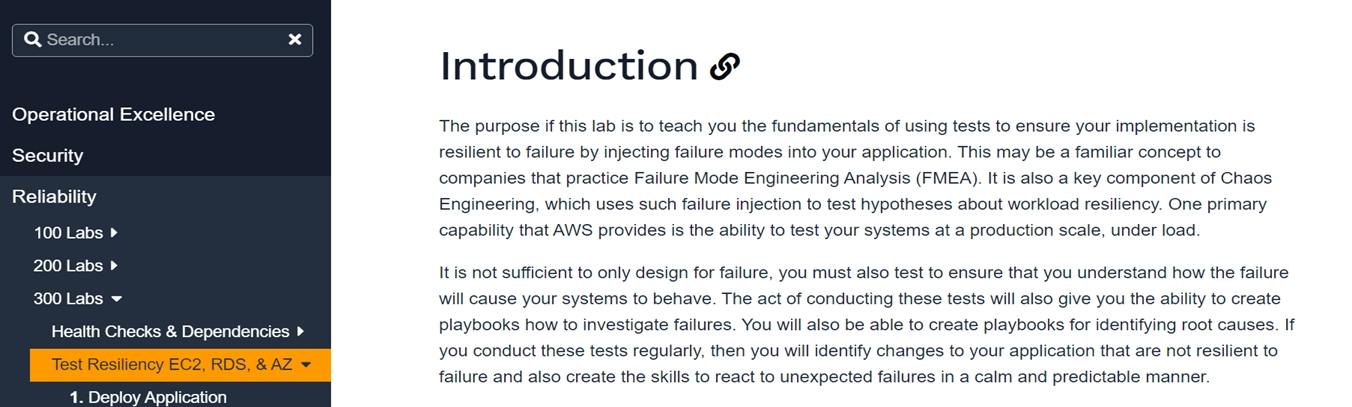 Search...
Operational Excellence
Security
Reliability
100 Labs
200 Labs
300 Labs
Health Checks & Dependencies
Test Resiliency EC2, RDS, & AZ
1. Deploy Application
Introduction
The purpose if this lab is to teach you the fundamentals of using tests to ensure your implementation is
resilient to failure by injecting failure modes into your application. This may be a familiar concept to
companies that practice Failure Mode Engineering Analysis (FMEA). It is also a key component of Chaos
Engineering, which uses such failure injection to test hypotheses about workload resiliency. One primary
capability that AWS provides is the ability to test your systems at a production scale, under load.
It is not sufficient to only design for failure, you must also test to ensure that you understand how the failure
will cause your systems to behave. The act of conducting these tests will also give you the ability to create
playbooks how to investigate failures. You will also be able to create playbooks for identifying root causes. If
you conduct these tests regularly, then you will identify changes to your application that are not resilient to
failure and also create the skills to react to unexpected failures in a calm and predictable manner.